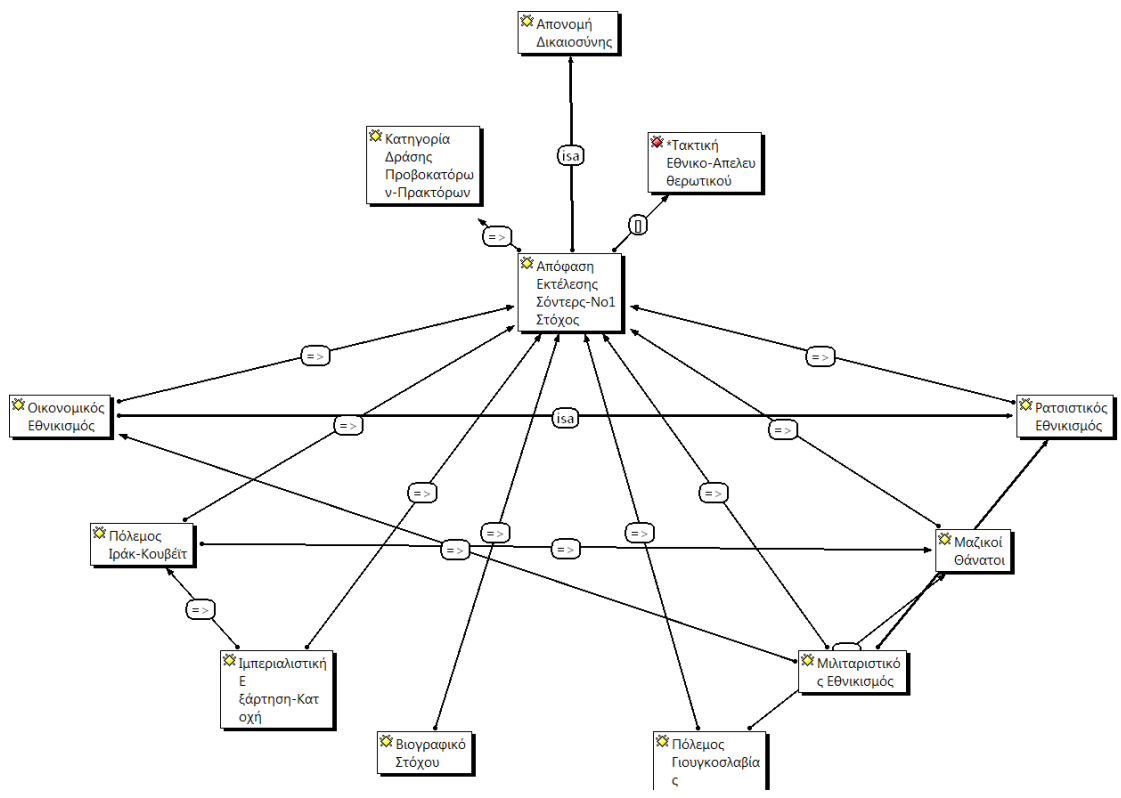 Απονομή
Δικαιοσύνης
Κατηγορία
Δράσης
Προβοκατόρω
ν-Πρακτόρων
*Τακτική
Εθνικο-Απελευ
θερωτικού
isa
=>
[]
Απόφαση
Εκτέλεσης
Σόντερς-Νο1
Στόχος
=>
=>
Οικονομικός
Εθνικισμός
isa
Ρατσιστικός
Εθνικισμός
=>
=>
=>
=>
Πόλεμος
Ιράκ-Κουβέϊτ
=>
=>
=>
=>
Μαζικοί
Θάνατοι
=>
Ιμπεριαλιστική
Ε
ξάρτηση-Κατ
οχή
Μιλιταριστικό
ς Εθνικισμός
Βιογραφικό
Στόχου
Πόλεμος
Γιουγκοσλαβία
ς